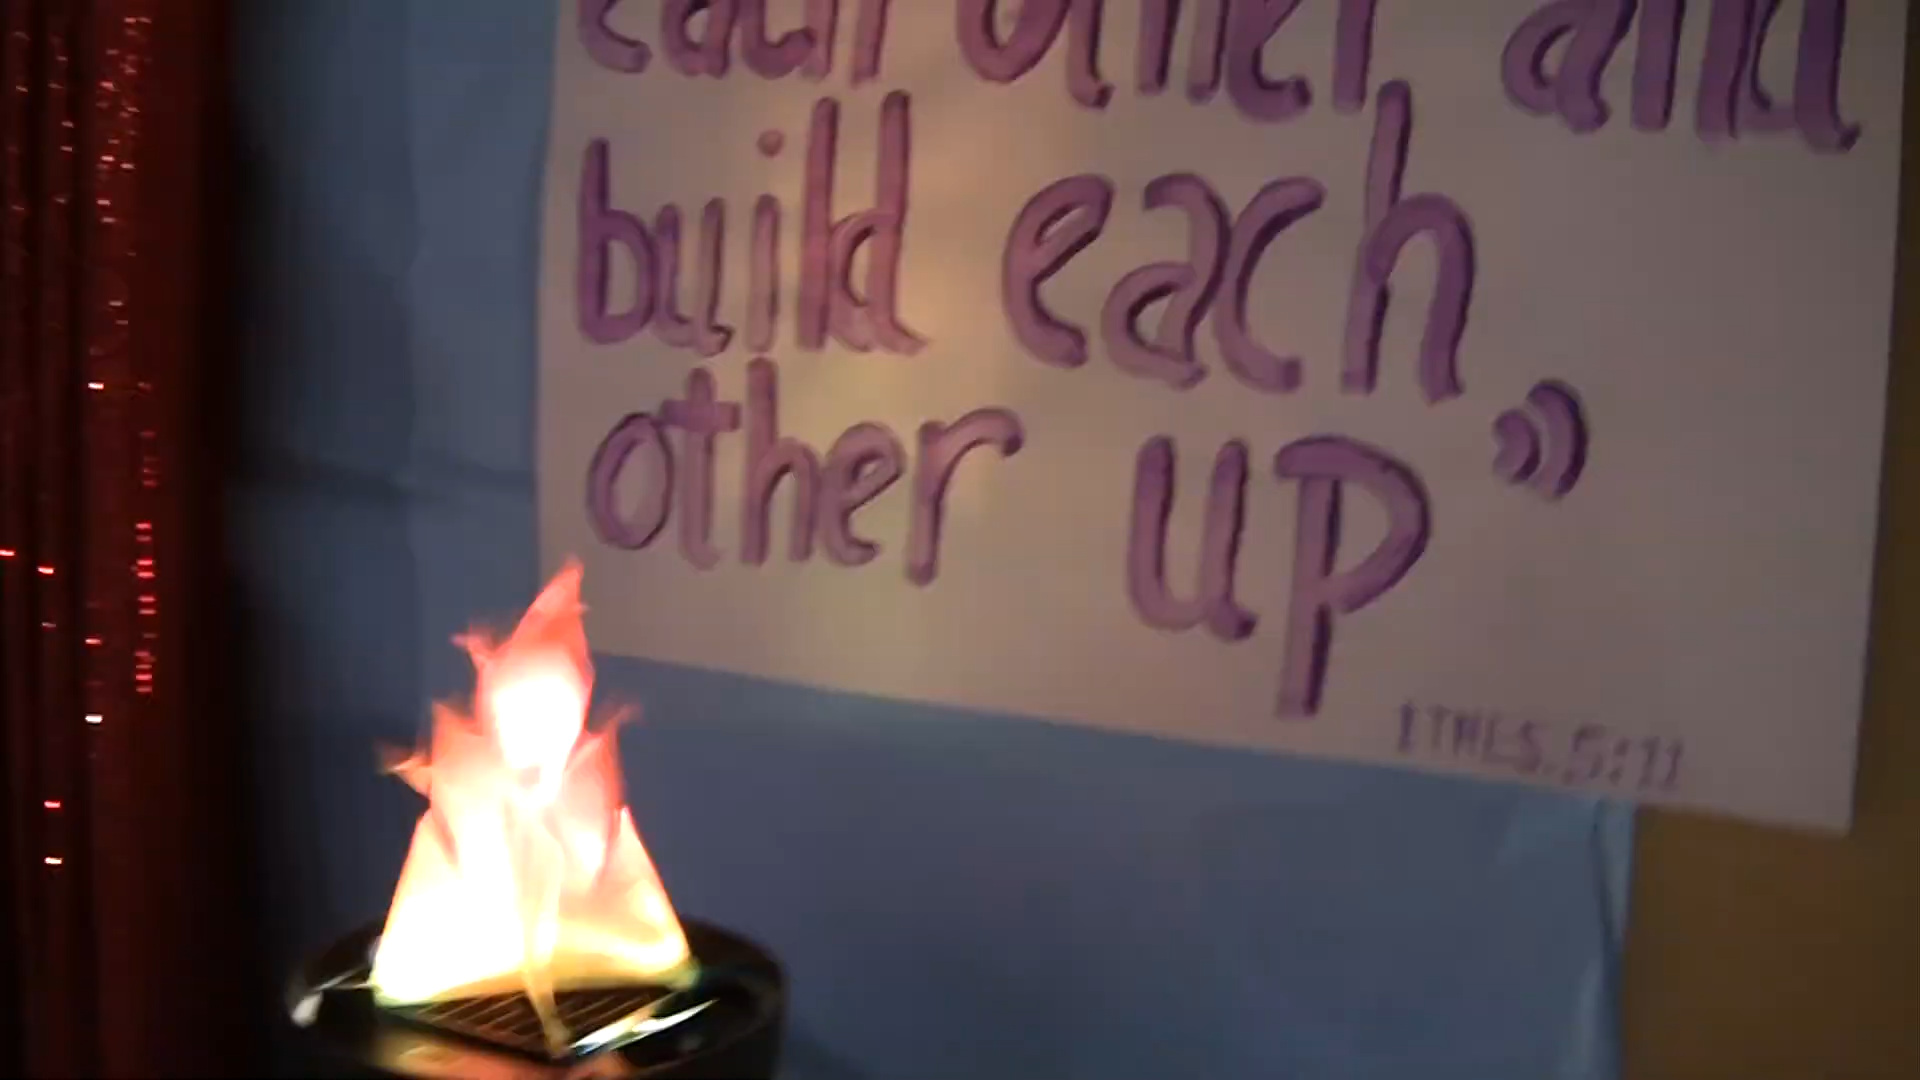 each other and
build each
other up”
1 THES. 5:11